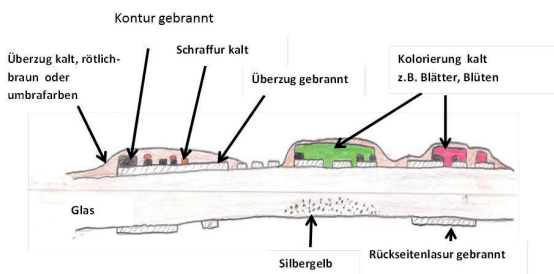 Kontur gebrannt
Überzug kalt, rötlich-
braun oder
umbrafarben
Schraffur kalt
Überzug gebrannt
Kolorierung kalt
z.B. Blätter, Blüten
Glas
Silbergelb
Rückseitenlasur gebrannt